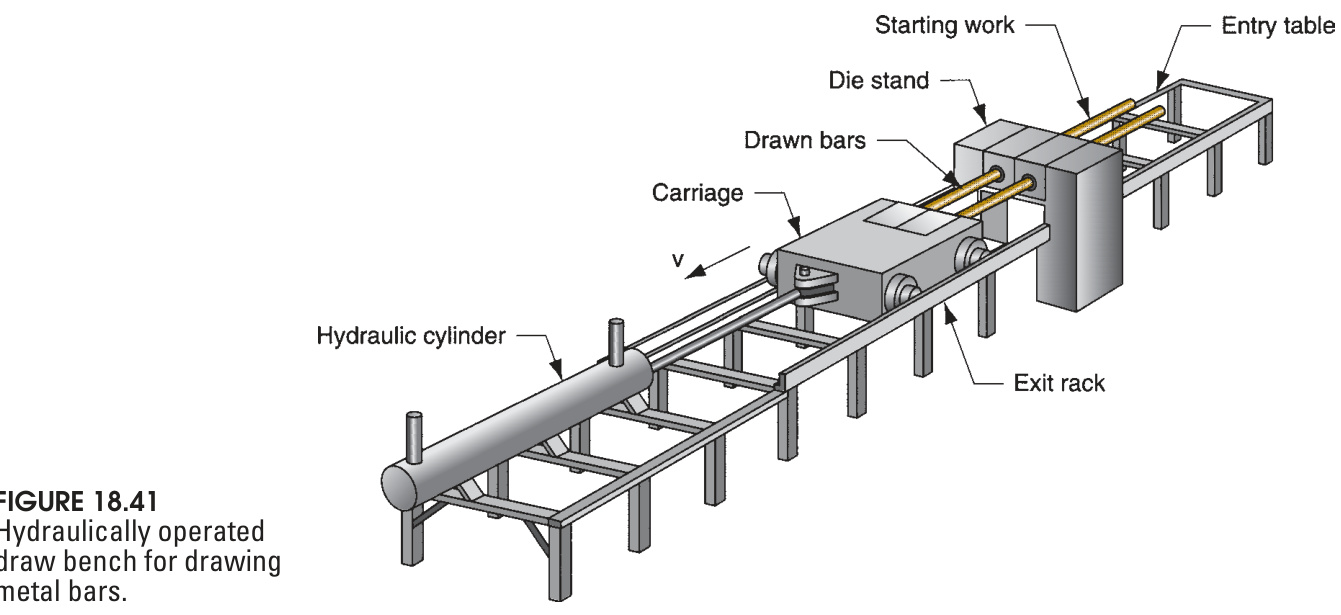 Starting work
Entry table
Die stand
Drawn bars
Carriage
v
Hydraulic cylinder
Exit rack
FIGURE 18.41
Hydraulically operated
draw bench for drawing
metal bars.